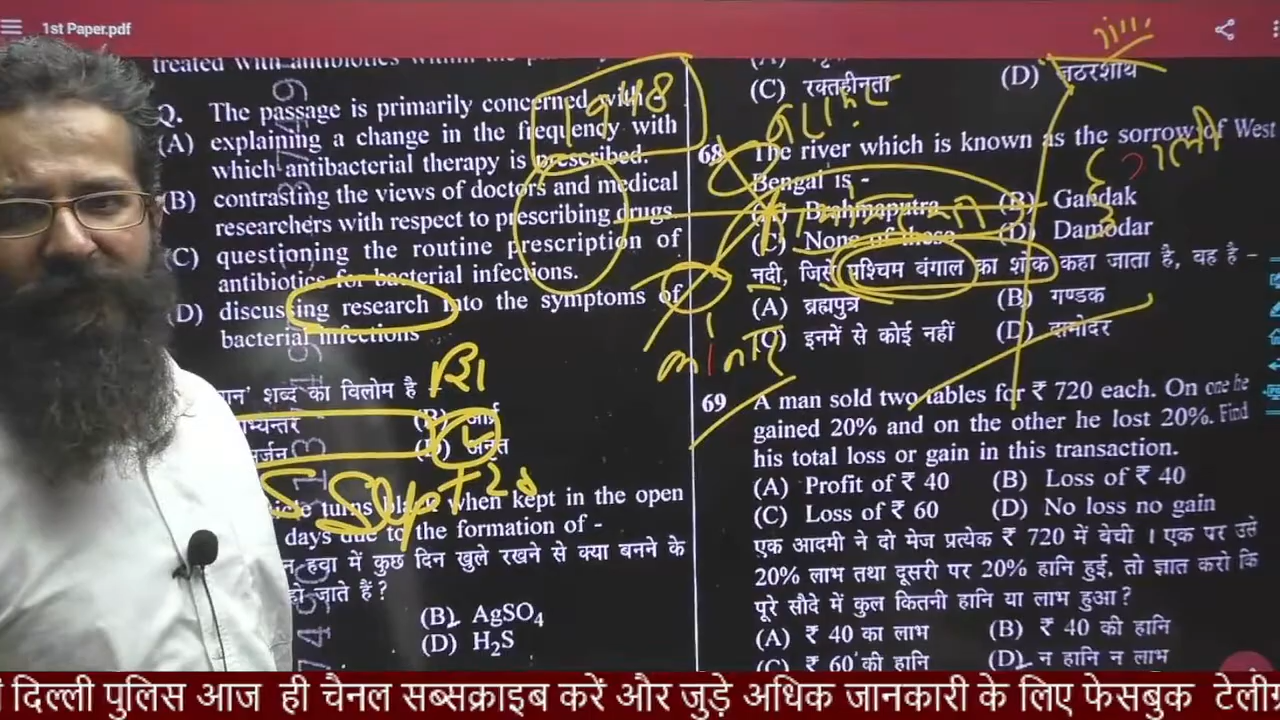 1st Paper.pdf
treated with antibiotics within the
Q. The passage is primarily concerned with
(A) explaining a change in the frequency with
which antibacterial therapy is prescribed.
(B) contrasting the views of doctors and medical
researchers with respect to prescribing drugs.
(C) questioning the routine prescription of
antibiotics for bacterial infections.
(D) discussing research into the symptoms of
bacterial infections
1948
शब्द का विलोम है
(B) आर्द्र
(D) अनृत
turns black when kept in the open
days due to the formation of -
हवा में कुछ दिन खुले रखने से क्या बनने के
हो जाते हैं ?
(B) AgSO₄
(D) H₂S
(C) रक्तहीनता
(D) जठरशोथ
68 The river which is known as the sorrow of West
Bengal is -
(A) Brahmaputra (B) Gandak
(C) None of these (D) Damodar
नदी, जिसे पश्चिम बंगाल का शोक कहा जाता है, वह है -
(A) ब्रह्मपुत्र (B) गण्डक
(C) इनमें से कोई नहीं (D) दामोदर
69 A man sold two tables for ₹ 720 each. On one he
gained 20% and on the other he lost 20%. Find
his total loss or gain in this transaction.
(A) Profit of ₹ 40 (B) Loss of ₹ 40
(C) Loss of ₹ 60 (D) No loss no gain
एक आदमी ने दो मेज प्रत्येक ₹ 720 में बेची । एक पर उसे
20% लाभ तथा दूसरी पर 20% हानि हुई, तो ज्ञात करो कि
पूरे सौदे में कुल कितनी हानि या लाभ हुआ ?
(A) ₹ 40 का लाभ (B) ₹ 40 की हानि
(C) ₹ 60 की हानि (D) न हानि न लाभ
दिल्ली पुलिस आज ही चैनल सब्सक्राइब करें और जुड़े अधिक जानकारी के लिए फेसबुक